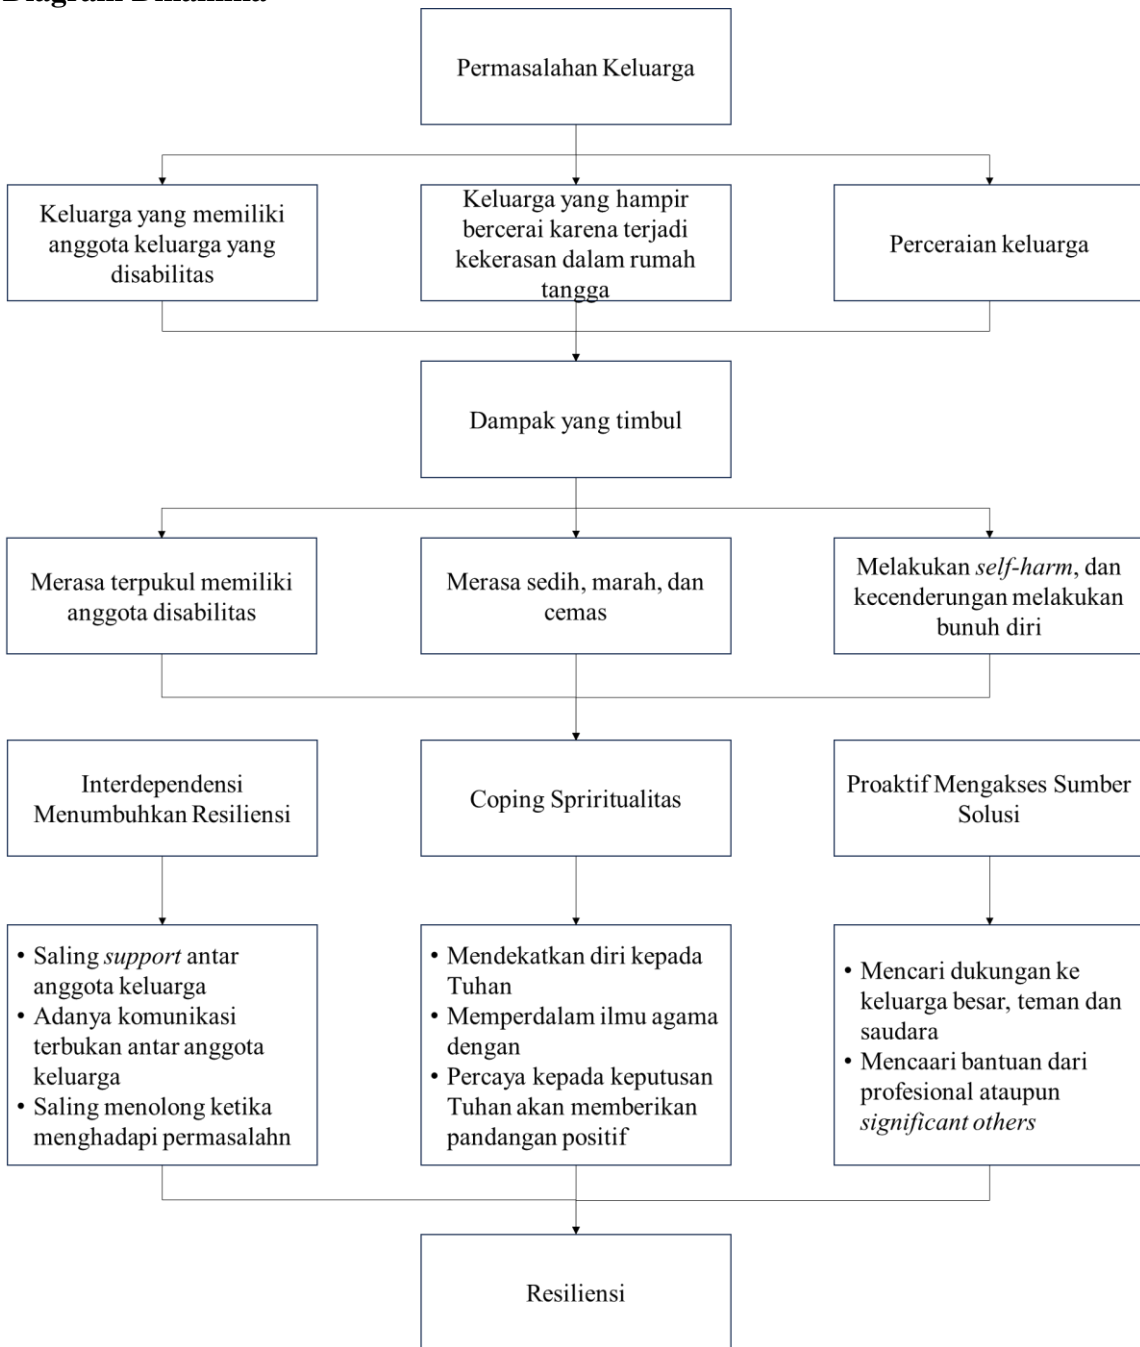 Diagram Dinamika
Permasalahan Keluarga
Keluarga yang memiliki
anggota keluarga yang
disabilitas
Keluarga yang hampir
bercerai karena terjadi
kekerasan dalam rumah
tangga
Perceraian keluarga
Dampak yang timbul
Merasa terpukul memiliki
anggota disabilitas
Merasa sedih, marah, dan
cemas
Melakukan self-harm, dan
kecenderungan melakukan
bunuh diri
Interdependensi
Menumbuhkan Resiliensi
Coping Spriritualitas
Proaktif Mengakses Sumber
Solusi
• Saling support antar
anggota keluarga
• Adanya komunikasi
terbukan antar anggota
keluarga
• Saling menolong ketika
menghadapi permasalahn
• Mendekatkan diri kepada
Tuhan
• Memperdalam ilmu agama
dengan
• Percaya kepada keputusan
Tuhan akan memberikan
pandangan positif
• Mencari dukungan ke
keluarga besar, teman dan
saudara
• Mencaari bantuan dari
profesional ataupun
significant others
Resiliensi